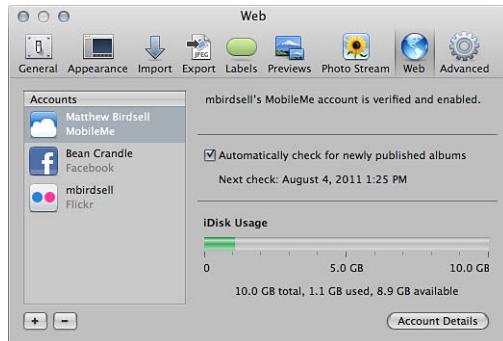 Web
General Appearance Import Export Labels Previews Photo Stream Web Advanced
Accounts
Matthew Birdsell
MobileMe
Bean Crandle
Facebook
mbirdsell
Flickr
mbirdsell's MobileMe account is verified and enabled.
Automatically check for newly published albums
Next check: August 4, 2011 1:25 PM
iDisk Usage
0 5.0 GB 10.0 GB
10.0 GB total, 1.1 GB used, 8.9 GB available
+ −
Account Details